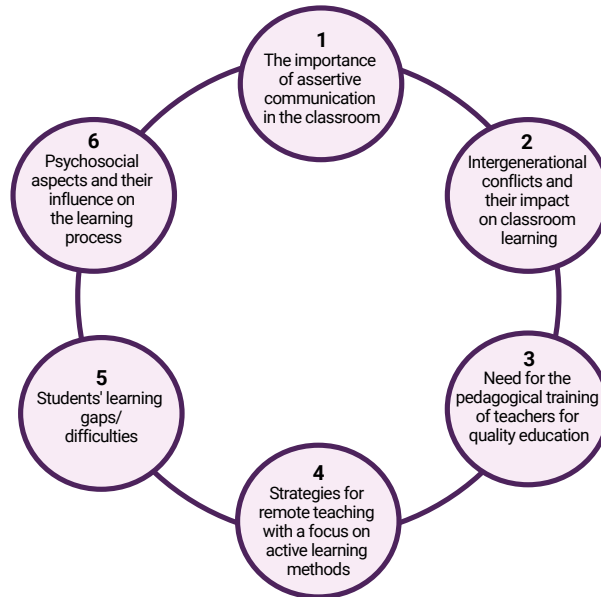 1
The importance
of assertive
communication
in the classroom
2
Intergenerational
conflicts and
their impact
on classroom
learning
3
Need for the
pedagogical training
of teachers for
quality education
4
Strategies for
remote teaching
with a focus on
active learning
methods
5
Students' learning
gaps/
difficulties
6
Psychosocial
aspects and their
influence on
the learning
process